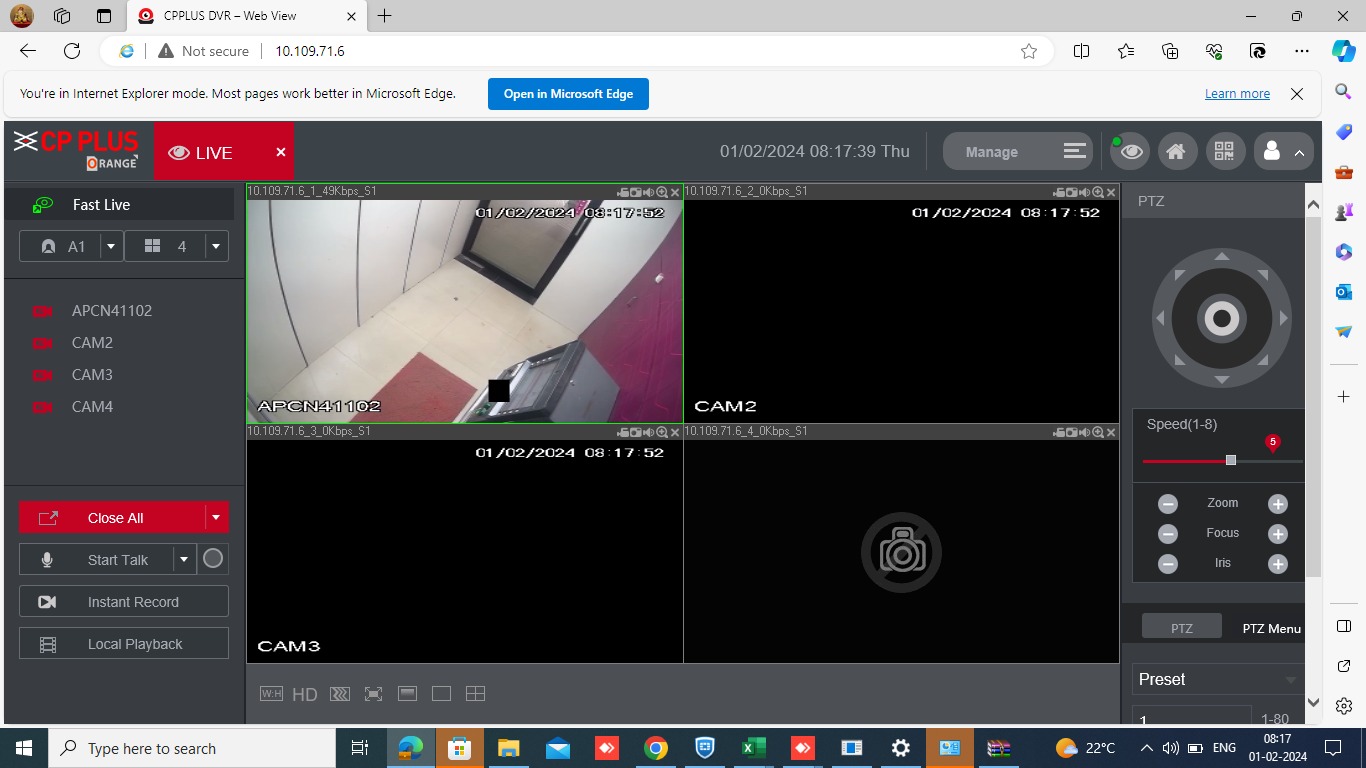 CPPLUS DVR – Web View
Not secure
10.109.71.6
You're in Internet Explorer mode. Most pages work better in Microsoft Edge.
Open in Microsoft Edge
Learn more
CP PLUS
ORANGE
LIVE
01/02/2024 08:17:39 Thu
Manage
Fast Live
A1
4
APCN41102
CAM2
CAM3
CAM4
Close All
Start Talk
Instant Record
Local Playback
10.109.71.6_1_49Kbps_S1
01/02/2024 08:17:52
APCN41102
10.109.71.6_2_0Kbps_S1
01/02/2024 08:17:52
CAM2
10.109.71.6_3_0Kbps_S1
01/02/2024 08:17:52
CAM3
10.109.71.6_4_0Kbps_S1
W:H
HD
PTZ
Speed(1-8)
5
Zoom
Focus
Iris
PTZ
PTZ Menu
Preset
1
1-80
Type here to search
22°C
ENG
08:17
01-02-2024